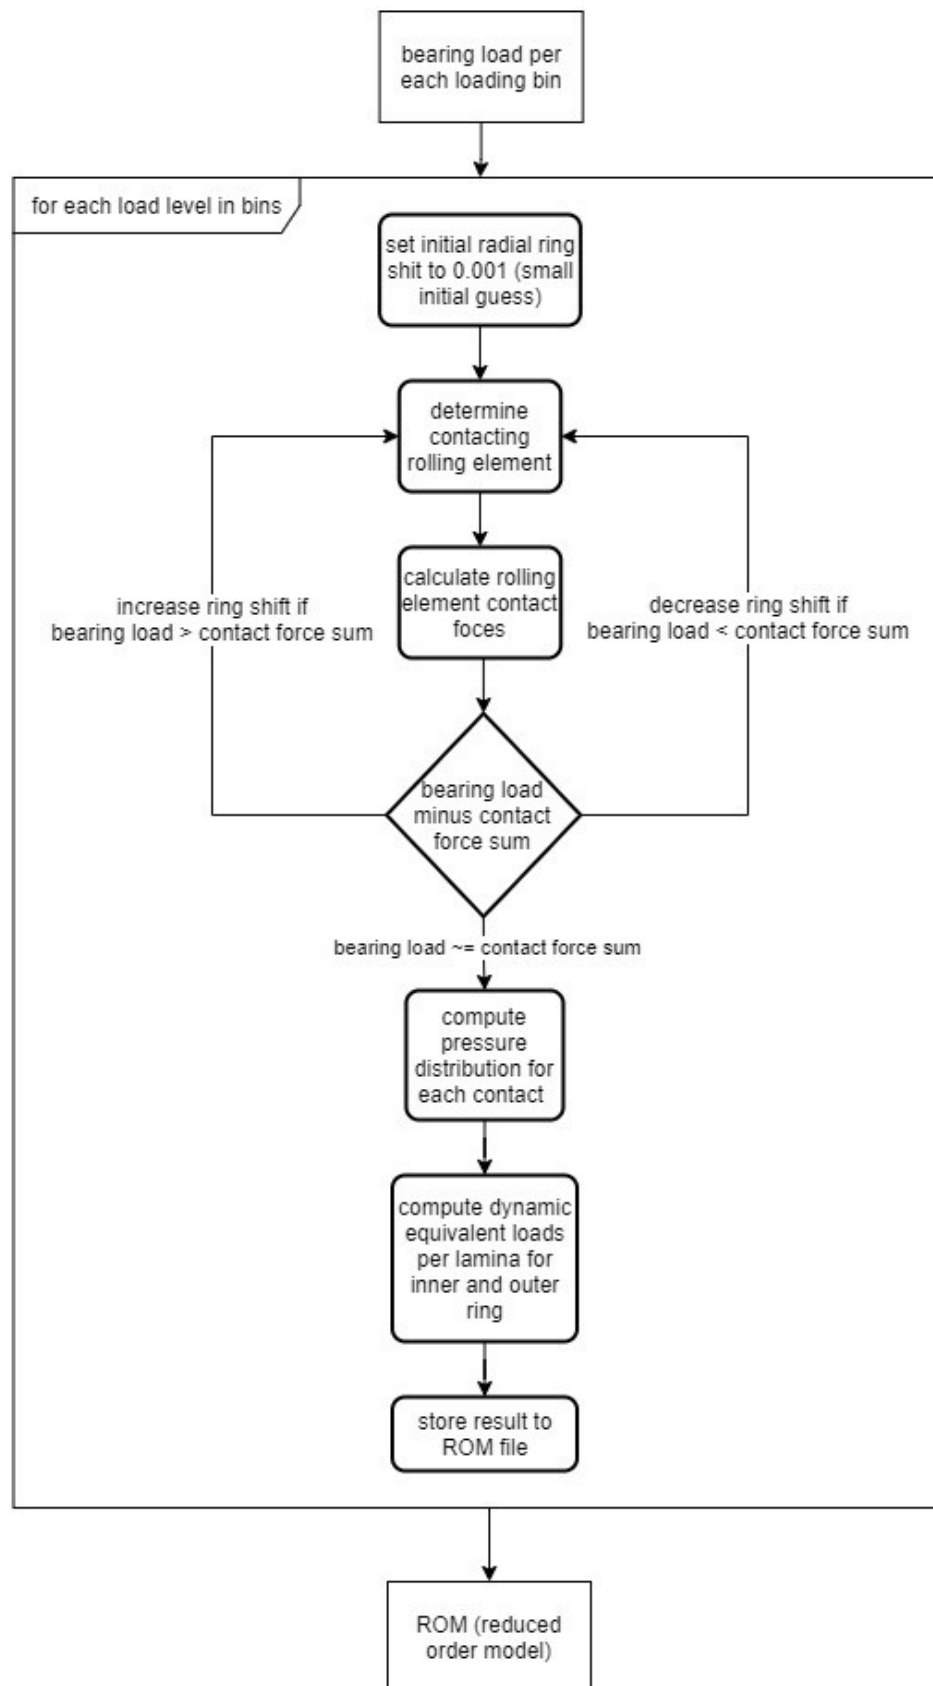 bearing load per
each loading bin
for each load level in bins
set initial radial ring
shit to 0.001 (small
initial guess)
determine
contacting
rolling element
calculate rolling
element contact
foces
increase ring shift if
bearing load > contact force sum
decrease ring shift if
bearing load < contact force sum
bearing load
minus contact
force sum
bearing load ~= contact force sum
compute
pressure
distribution for
each contact
compute dynamic
equivalent loads
per lamina for
inner and outer
ring
store result to
ROM file
ROM (reduced
order model)